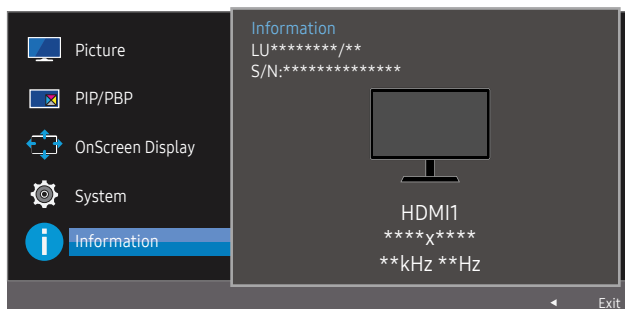 Picture
PIP/PBP
OnScreen Display
System
Information
Information
LU********/**
S/N:**************
HDMI1
****x****
**kHz **Hz
Exit